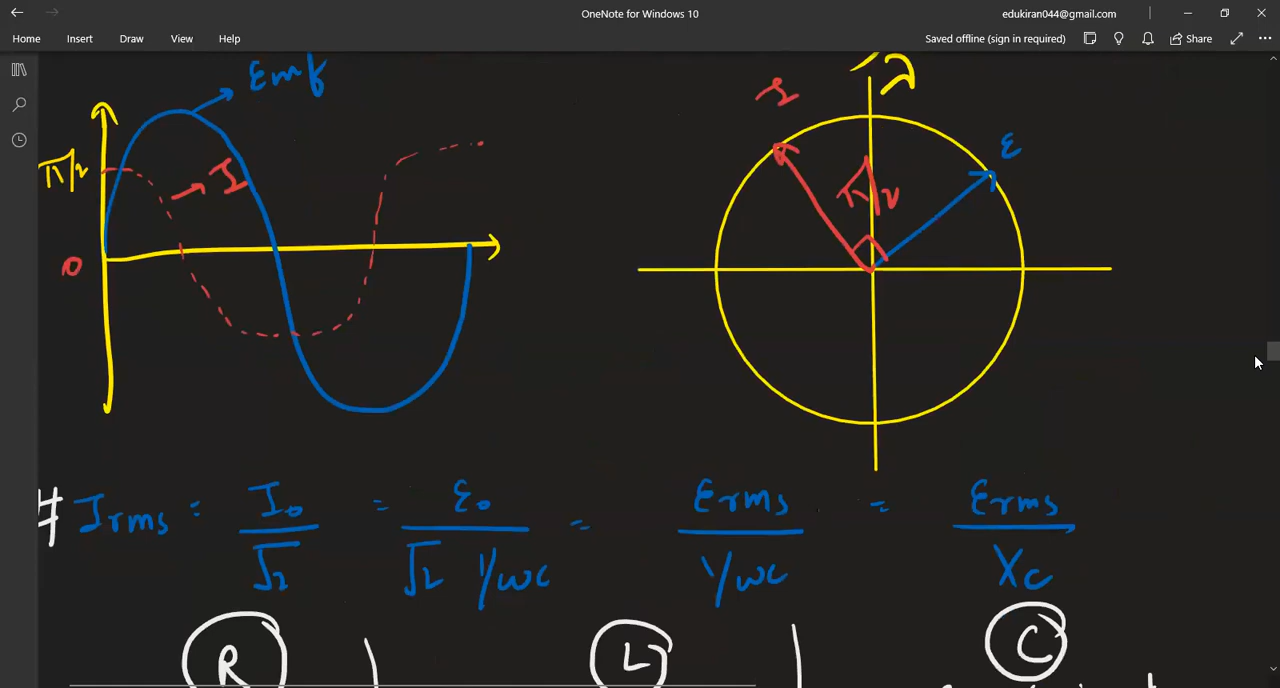 OneNote for Windows 10
edukiran044@gmail.com
Home Insert Draw View Help
Saved offline (sign in required)
Share
Emf
π/2
I
0
I
ε
π/2
# Irms = I₀/√2 = ε₀/(√2 1/ωc) = Erms/(1/ωc) = Erms/Xc
R L C